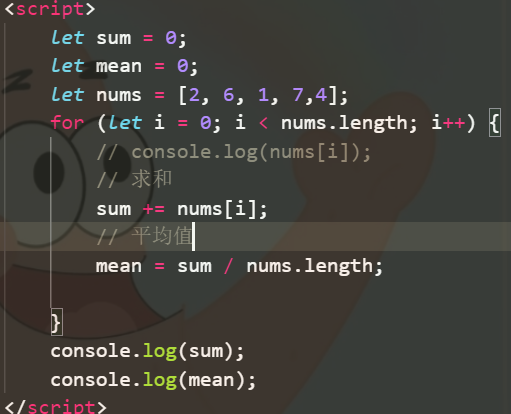 <script>
let sum = 0;
let mean = 0;
let nums = [2, 6, 1, 7,4];
for (let i = 0; i < nums.length; i++) {
// console.log(nums[i]);
// 求和
sum += nums[i];
// 平均值
mean = sum / nums.length;
}
console.log(sum);
console.log(mean);
</script>